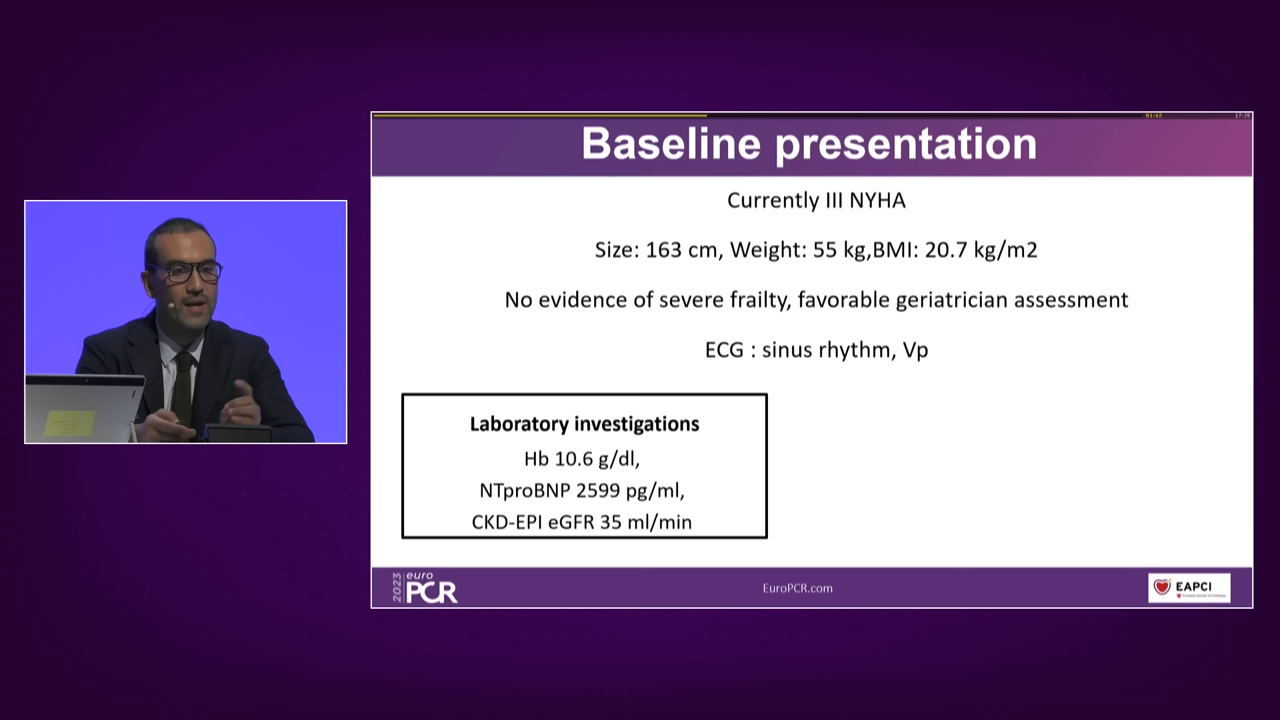 Baseline presentation
Currently III NYHA
Size: 163 cm, Weight: 55 kg,BMI: 20.7 kg/m2
No evidence of severe frailty, favorable geriatrician assessment
ECG : sinus rhythm, Vp
Laboratory investigations
Hb 10.6 g/dl,
NTproBNP 2599 pg/ml,
CKD-EPI eGFR 35 ml/min
2023 euro PCR
EuroPCR.com
EAPCI